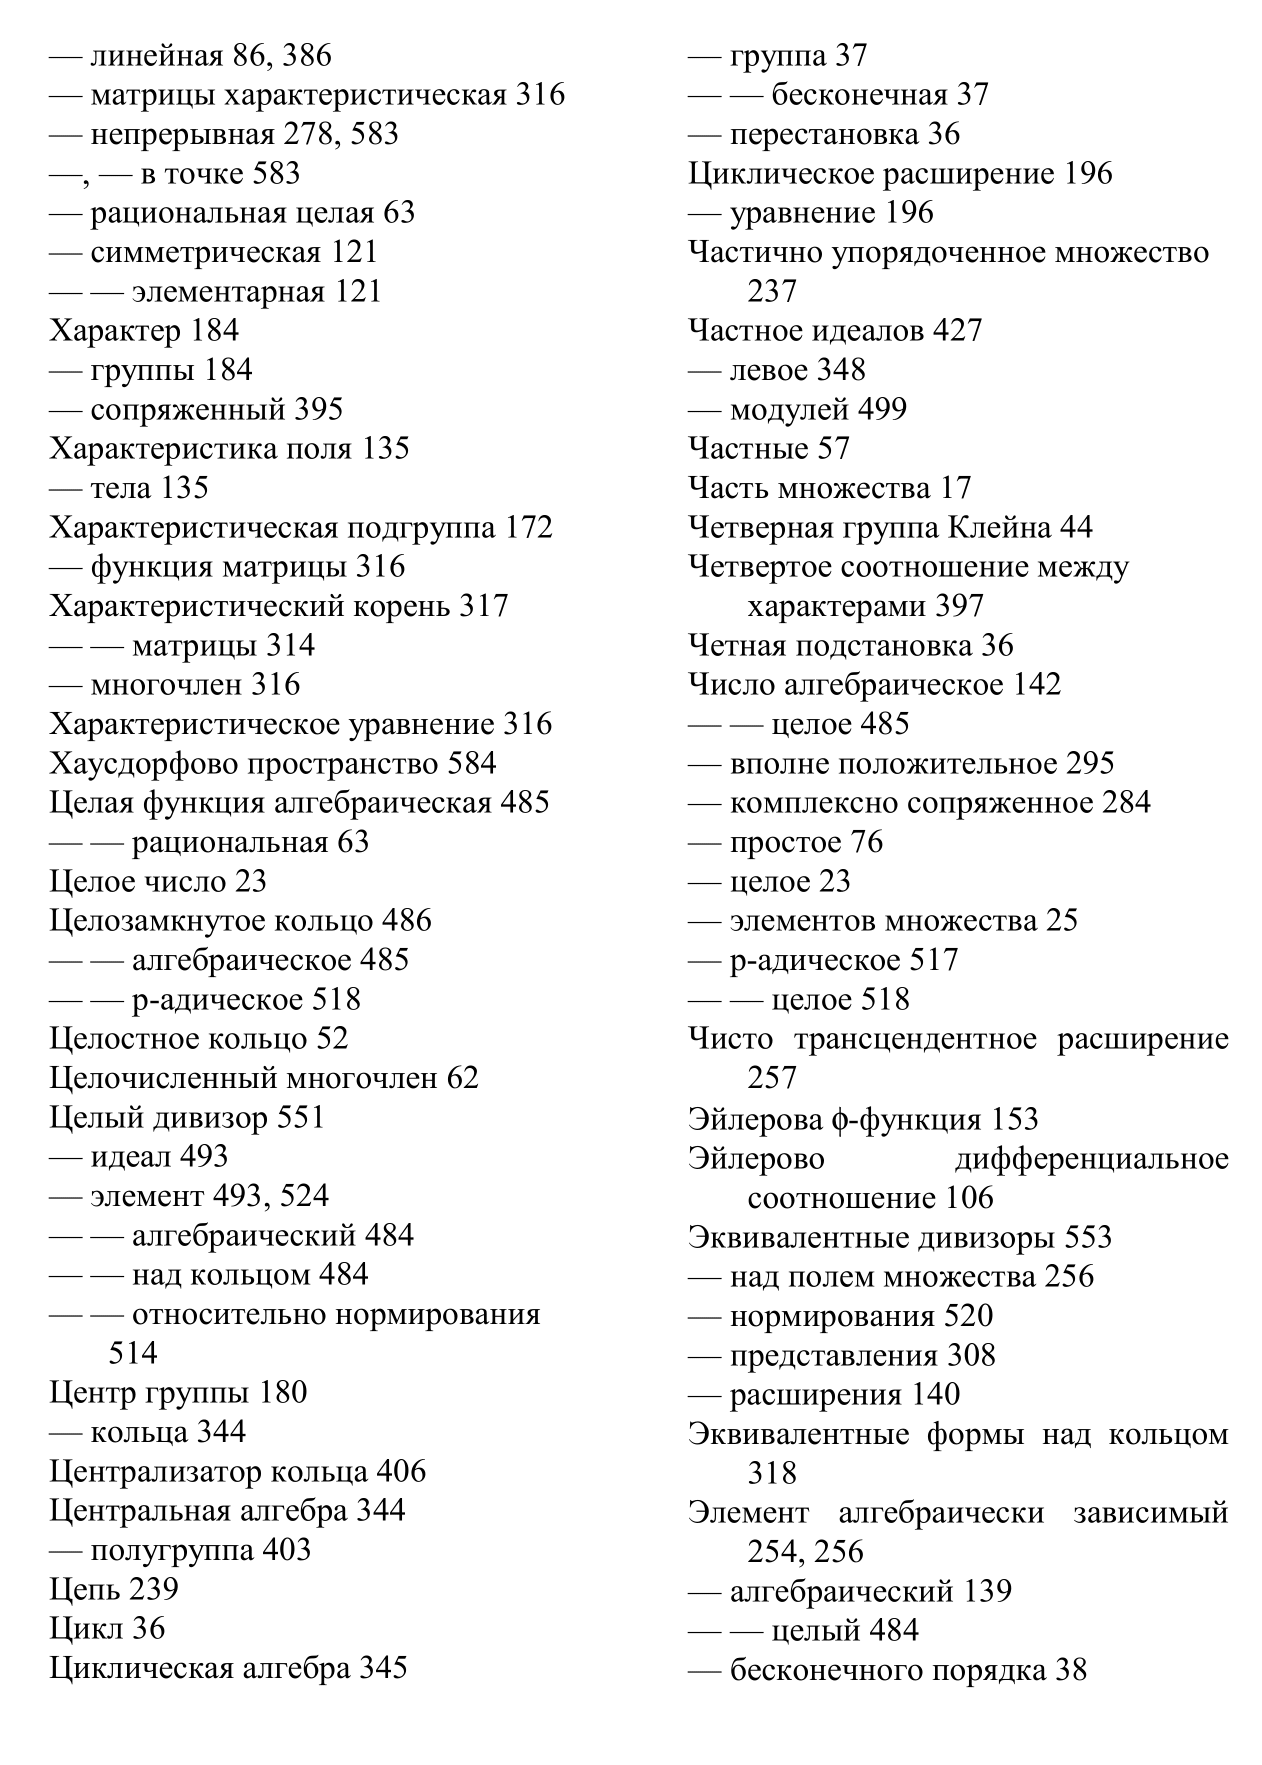 — линейная 86, 386
— матрицы характеристическая 316
— непрерывная 278, 583
—, — в точке 583
— рациональная целая 63
— симметрическая 121
— — элементарная 121
Характер 184
— группы 184
— сопряженный 395
Характеристика поля 135
— тела 135
Характеристическая подгруппа 172
— функция матрицы 316
Характеристический корень 317
— — матрицы 314
— многочлен 316
Характеристическое уравнение 316
Хаусдорфово пространство 584
Целая функция алгебраическая 485
— — рациональная 63
Целое число 23
Целозамкнутое кольцо 486
— — алгебраическое 485
— — р-адическое 518
Целостное кольцо 52
Целочисленный многочлен 62
Целый дивизор 551
— идеал 493
— элемент 493, 524
— — алгебраический 484
— — над кольцом 484
— — относительно нормирования
514
Центр группы 180
— кольца 344
Централизатор кольца 406
Центральная алгебра 344
— полугруппа 403
Цепь 239
Цикл 36
Циклическая алгебра 345
— группа 37
— — бесконечная 37
— перестановка 36
Циклическое расширение 196
— уравнение 196
Частично упорядоченное множество
237
Частное идеалов 427
— левое 348
— модулей 499
Частные 57
Часть множества 17
Четверная группа Клейна 44
Четвертое соотношение между
характерами 397
Четная подстановка 36
Число алгебраическое 142
— — целое 485
— вполне положительное 295
— комплексно сопряженное 284
— простое 76
— целое 23
— элементов множества 25
— р-адическое 517
— — целое 518
Чисто трансцендентное расширение
257
Эйлерова ϕ-функция 153
Эйлерово дифференциальное
соотношение 106
Эквивалентные дивизоры 553
— над полем множества 256
— нормирования 520
— представления 308
— расширения 140
Эквивалентные формы над кольцом
318
Элемент алгебраически зависимый
254, 256
— алгебраический 139
— — целый 484
— бесконечного порядка 38